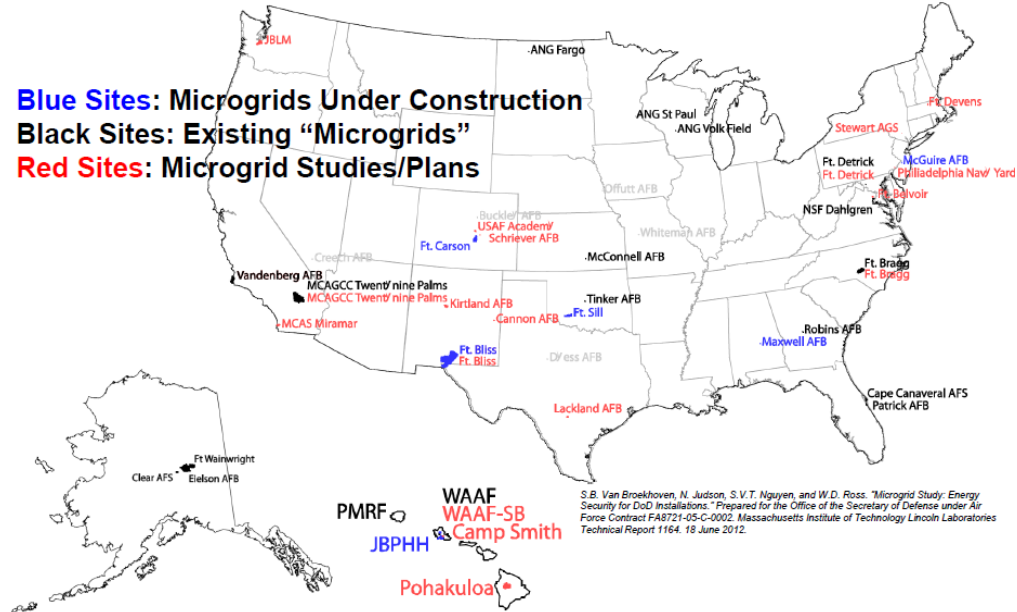 JBLM
ANG Fargo
Blue Sites: Microgrids Under Construction
Black Sites: Existing “Microgrids”
Red Sites: Microgrid Studies/Plans
ANG St Paul
ANG Volk Field
Ft. Devens
Stewart AGS
Ft. Detrick
Ft. Detrick
McGuire AFB
Philiadelphia Navy Yard
Ft. Belvoir
NSF Dahlgren
Offutt AFB
Buckley AFB
USAF Academy
Schriever AFB
Ft. Carson
Whiteman AFB
Creech AFB
McConnell AFB
Vandenberg AFB
MCAGCC Twenty nine Palms
MCAGCC Twenty nine Palms
MCAS Miramar
Kirtland AFB
Cannon AFB
Tinker AFB
Ft. Sill
Ft. Bragg
Ft. Bragg
Robins AFB
Maxwell AFB
Ft. Bliss
Ft. Bliss
Dyess AFB
Lackland AFB
Cape Canaveral AFS
Patrick AFB
Ft Wainwright
Clear AFS
Eielson AFB
PMRF
WAAF
WAAF-SB
Camp Smith
JBPHH
Pohakuloa
S.B. Van Broekhoven, N. Judson, S.V.T. Nguyen, and W.D. Ross. "Microgrid Study: Energy
Security for DoD Installations." Prepared for the Office of the Secretary of Defense under Air
Force Contract FA8721-05-C-0002. Massachusetts Institute of Technology Lincoln Laboratories
Technical Report 1164. 18 June 2012.